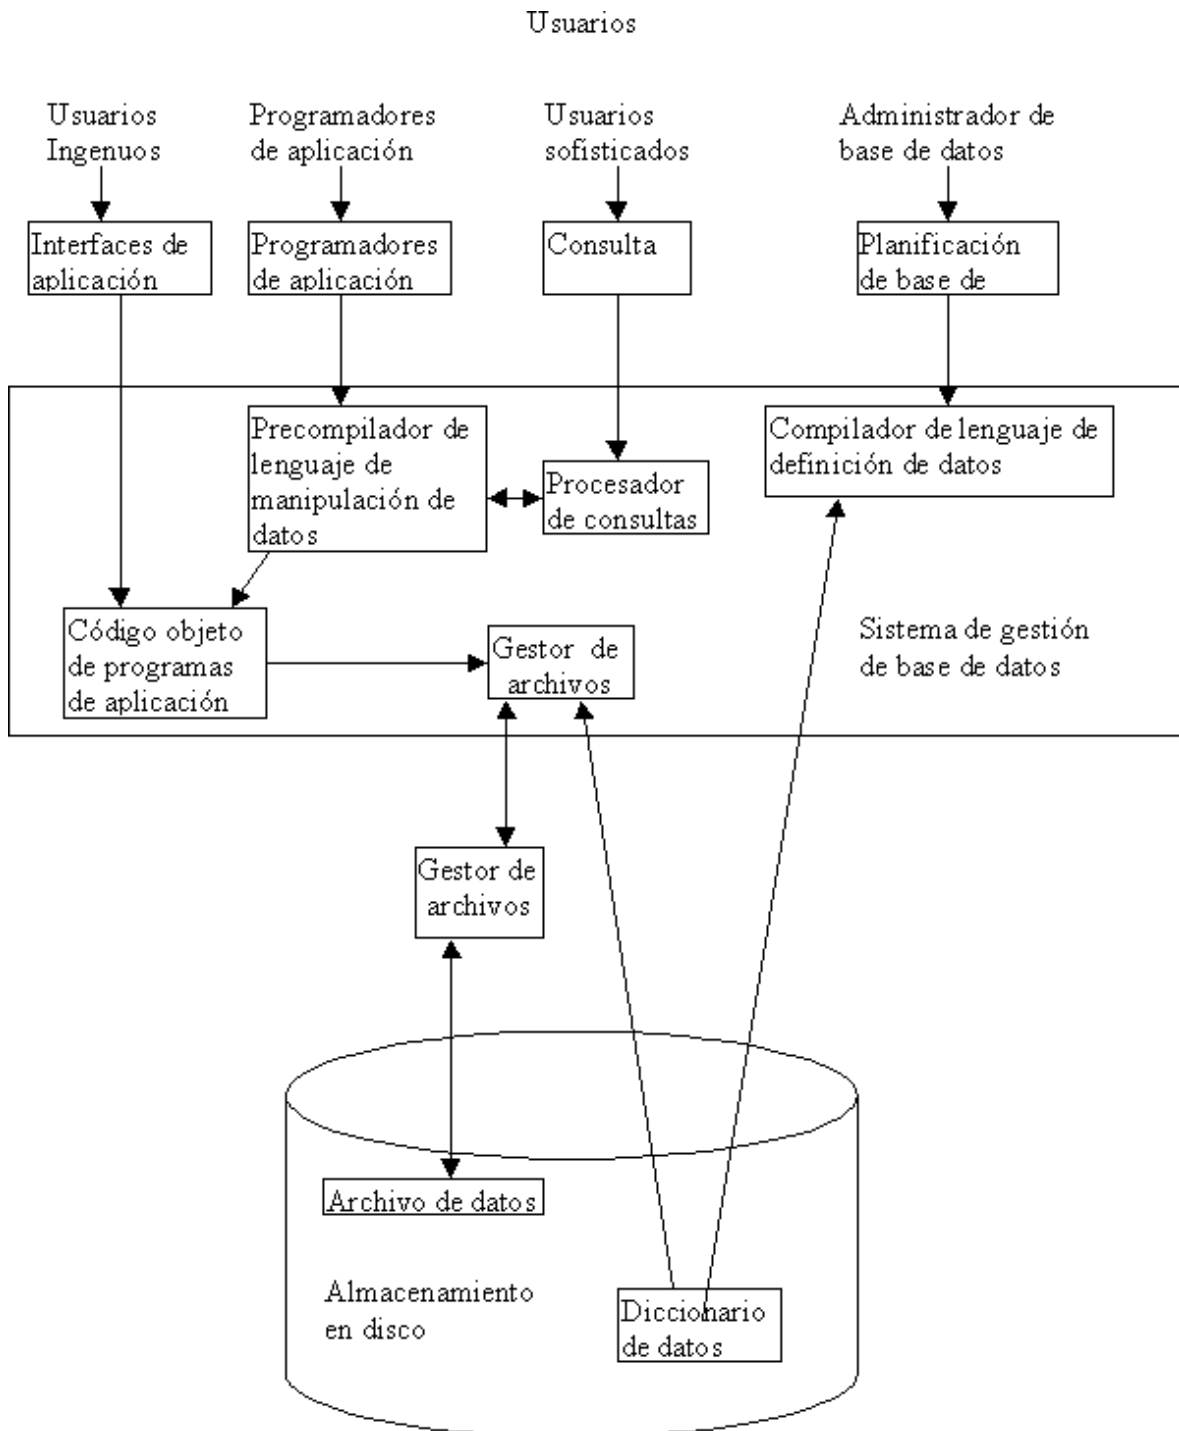 Usuarios
Usuarios
Ingenuos
Programadores
de aplicación
Usuarios
sofisticados
Administrador de
base de datos
Interfaces de
aplicación
Programadores
de aplicación
Consulta
Planificación
de base de
Precompilador de
lenguaje de
manipulación de
datos
Procesador
de consultas
Compilador de lenguaje de
definición de datos
Código objeto
de programas
de aplicación
Gestor de
archivos
Sistema de gestión
de base de datos
Gestor de
archivos
Archivo de datos
Almacenamiento
en disco
Diccionario
de datos